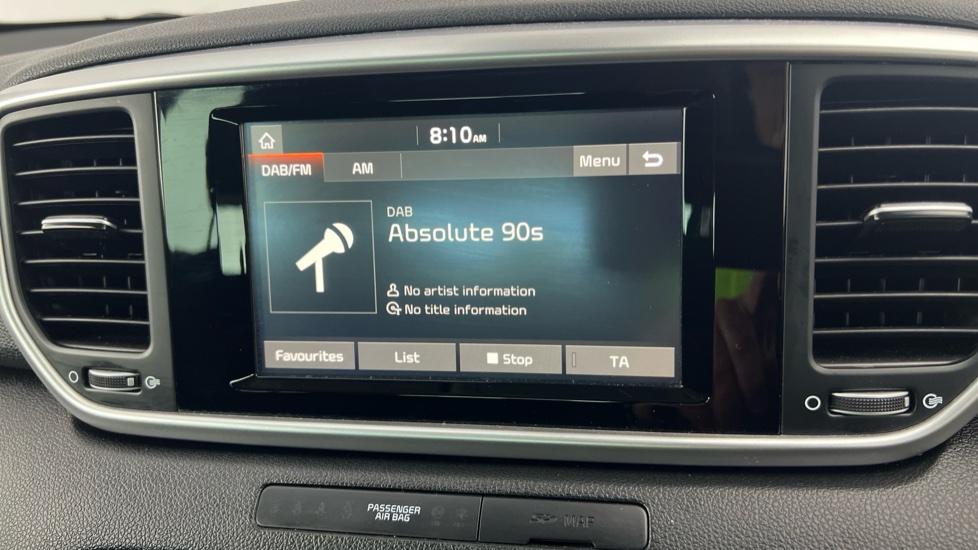 8:10AM
DAB/FM AM Menu
DAB
Absolute 90s
No artist information
No title information
Favourites List Stop TA
PASSENGER
AIR BAG
MAP